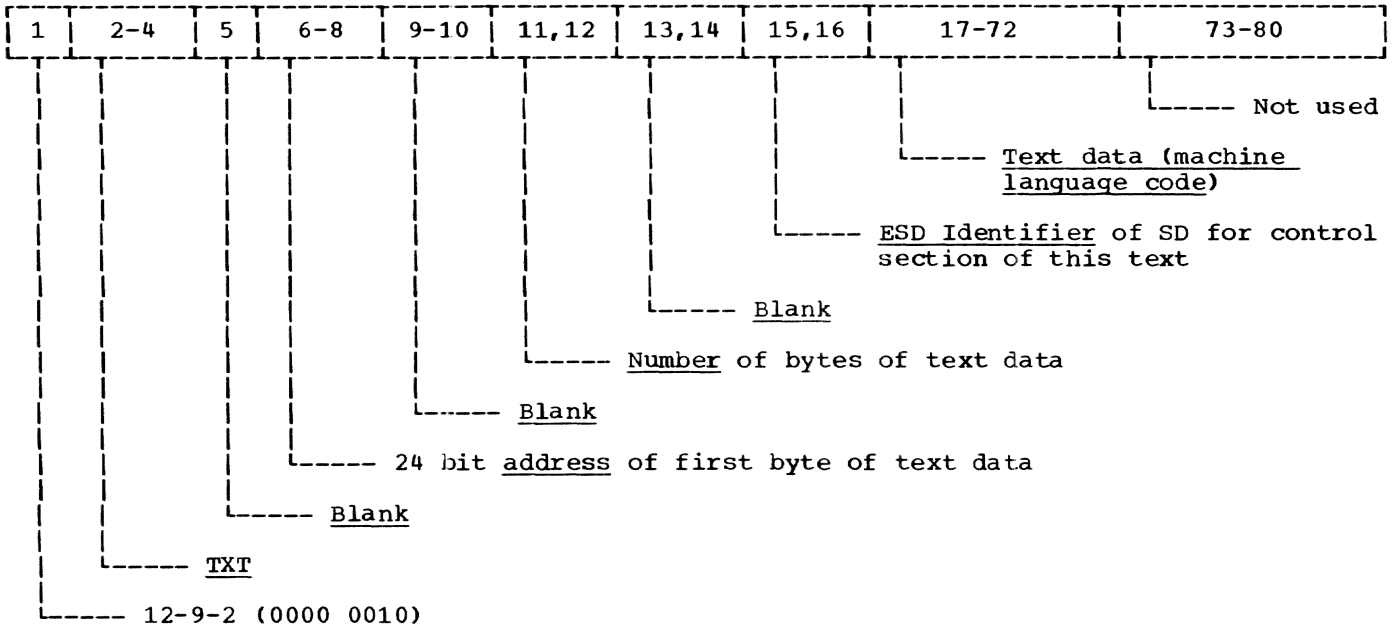 1 2-4 5 6-8 9-10 11,12 13,14 15,16 17-72 73-80
Not used
Text data (machine
language code)
ESD Identifier of SD for control
section of this text
Blank
Number of bytes of text data
Blank
24 bit address of first byte of text data
Blank
TXT
12-9-2 (0000 0010)